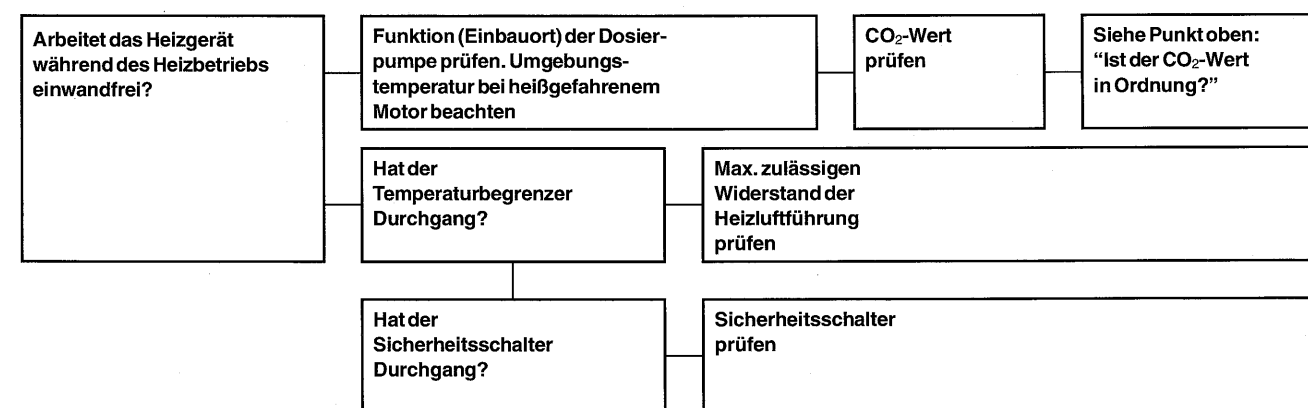 Arbeitet das Heizgerät
während des Heizbetriebs
einwandfrei?
Funktion (Einbauort) der Dosier-
pumpe prüfen. Umgebungs-
temperatur bei heißgefahrenem
Motor beachten
CO₂-Wert
prüfen
Siehe Punkt oben:
“Ist der CO₂-Wert
in Ordnung?”
Hat der
Temperaturbegrenzer
Durchgang?
Max. zulässigen
Widerstand der
Heizluftführung
prüfen
Hat der
Sicherheitsschalter
Durchgang?
Sicherheitsschalter
prüfen